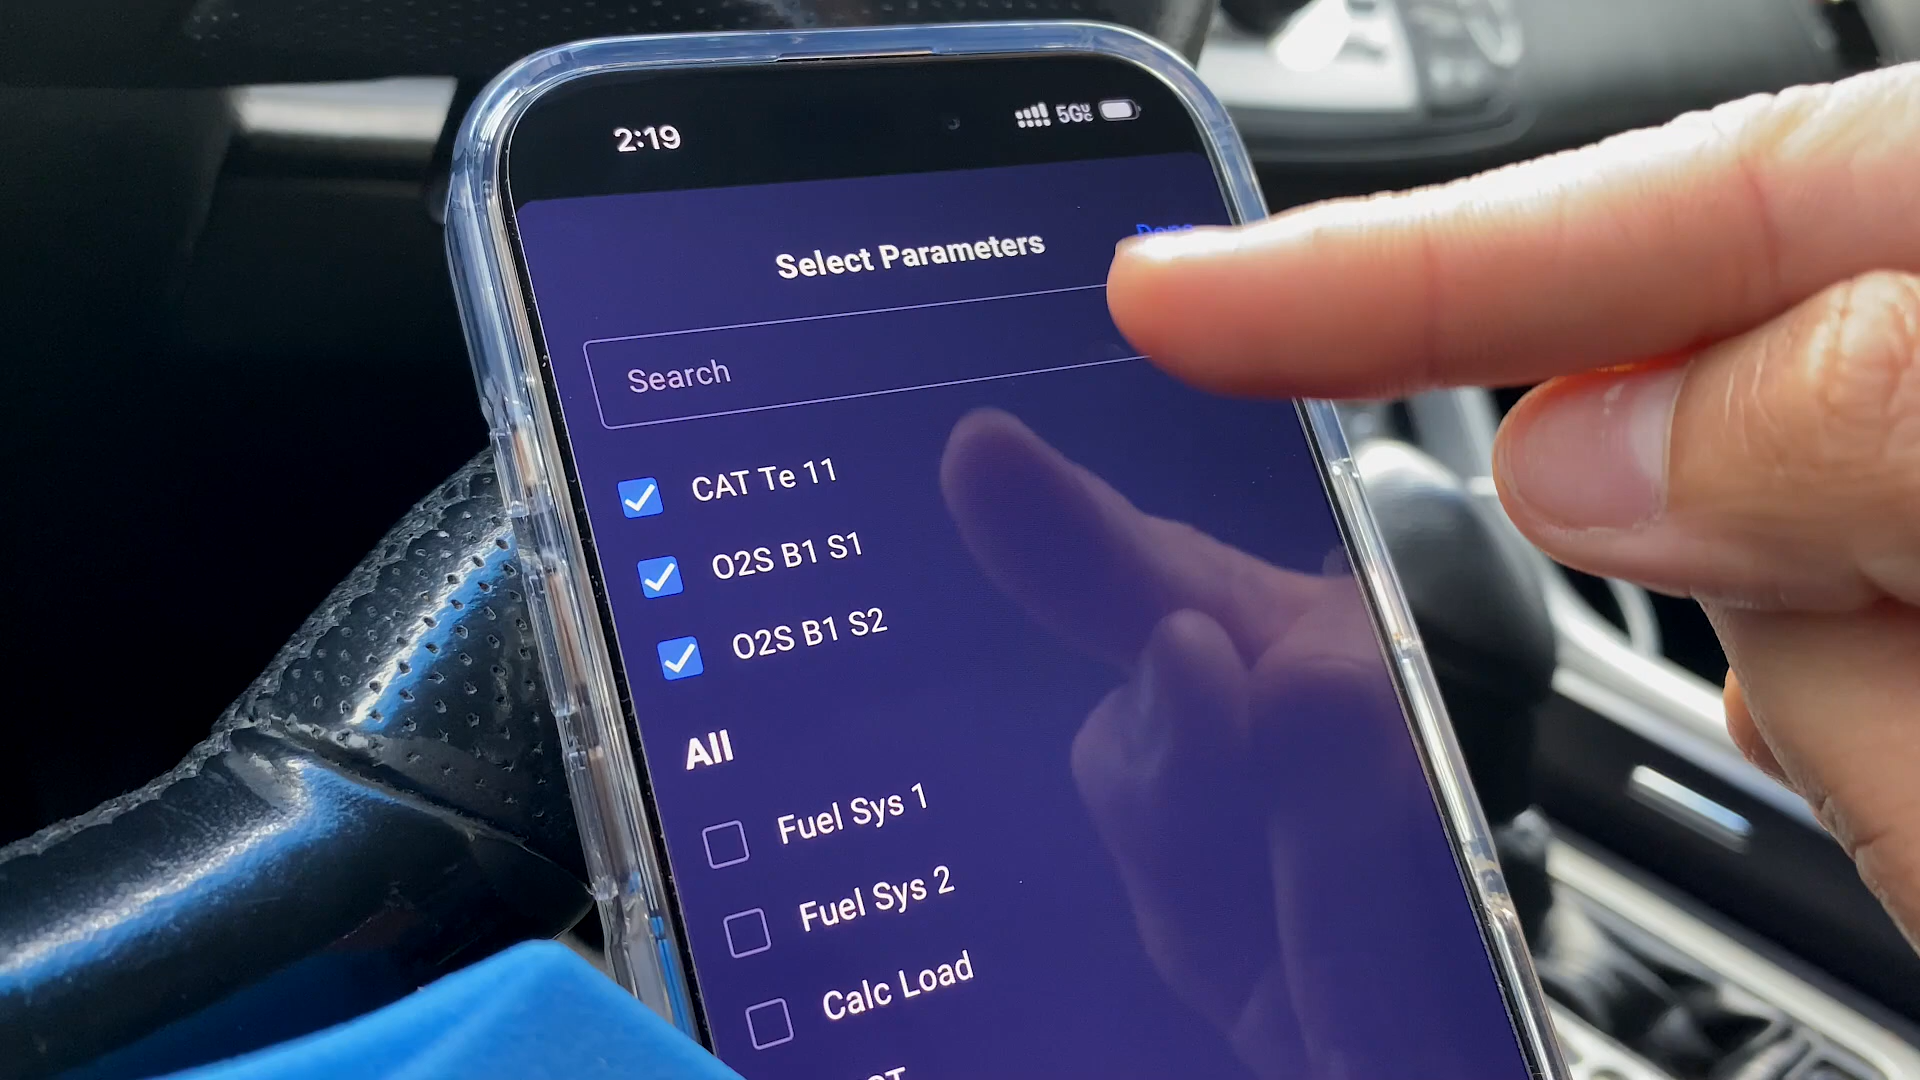 2:19
5G
Done
Select Parameters
Search
CAT Te 11
O2S B1 S1
O2S B1 S2
All
Fuel Sys 1
Fuel Sys 2
Calc Load